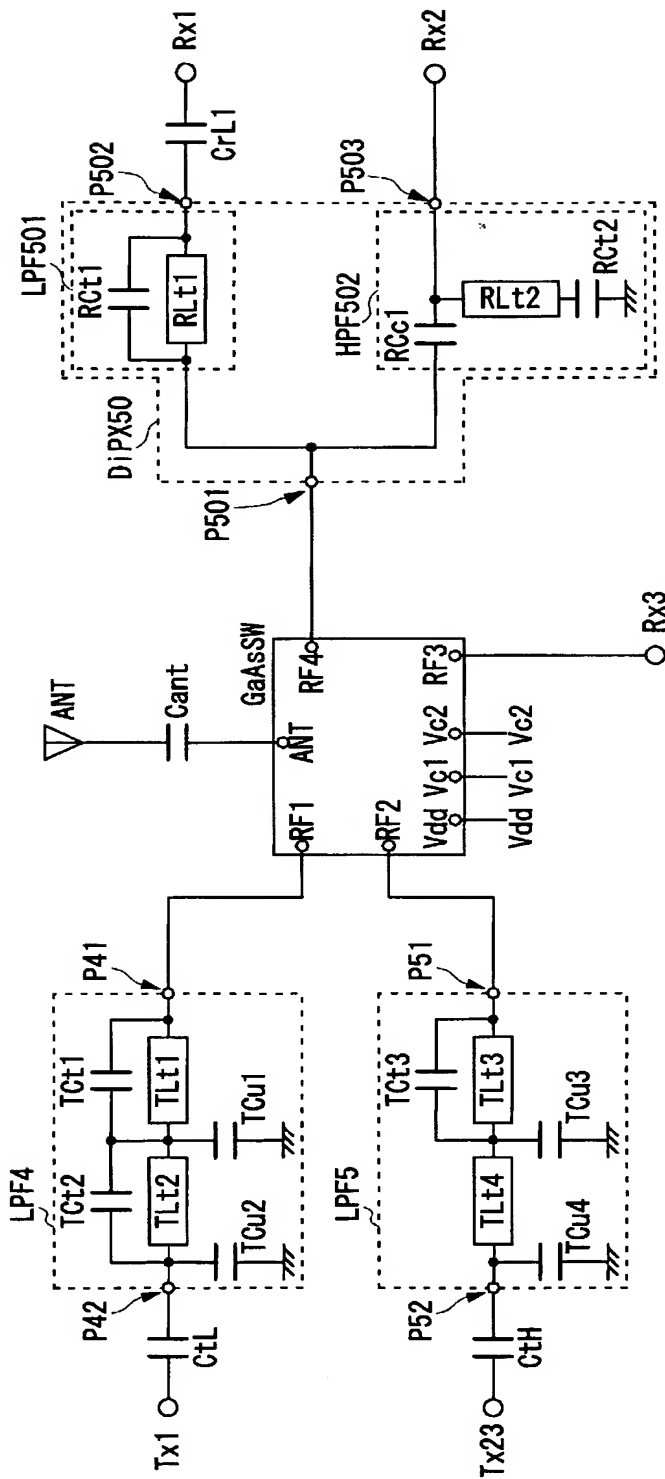 ANT
Cant
GaAsSW
ANT
RF1
RF2
RF4
RF3
Vdd
Vc1
Vc2
Vdd
Vc1
Vc2
Rx3
LPF4
TCt2
TCt1
P41
TLt2
TLt1
P42
TCu2
TCu1
CtL
Tx1
LPF5
TCt3
P51
TLt4
TLt3
P52
TCu4
TCu3
CtH
Tx23
LPF501
RCt1
P502
Rx1
RLt1
CrL1
DiPX50
P501
P503
Rx2
HPF502
RCc1
RLt2
RCt2